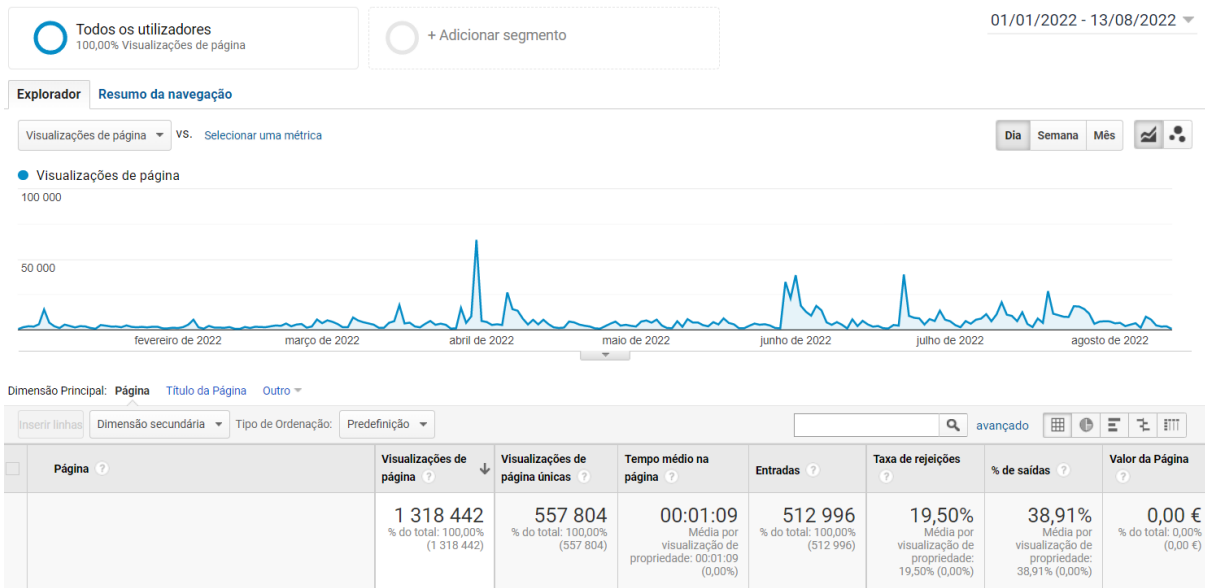 Todos os utilizadores
100,00% Visualizações de página
+ Adicionar segmento
01/01/2022 - 13/08/2022
Explorador Resumo da navegação
Visualizações de página VS. Selecionar uma métrica
Dia Semana Mês
Visualizações de página
100 000
50 000
fevereiro de 2022 março de 2022 abril de 2022 maio de 2022 junho de 2022 julho de 2022 agosto de 2022
Dimensão Principal: Página Título da Página Outro
Inserir linhas Dimensão secundária Tipo de Ordenação: Predefinição avançado
Página ?
Visualizações de
página ?
Visualizações de
página únicas ?
Tempo médio na
página ?
Entradas ?
Taxa de rejeições
?
% de saídas ?
Valor da Página
?
1 318 442
% do total: 100,00%
(1 318 442)
557 804
% do total: 100,00%
(557 804)
00:01:09
Média por
visualização de
propriedade: 00:01:09
(0,00%)
512 996
% do total: 100,00%
(512 996)
19,50%
Média por
visualização de
propriedade:
19,50% (0,00%)
38,91%
Média por
visualização de
propriedade:
38,91% (0,00%)
0,00 €
% do total: 0,00%
(0,00 €)